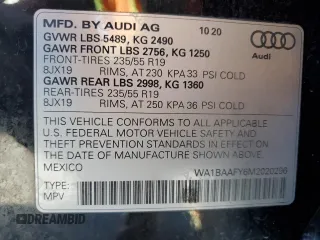 MFD. BY AUDI AG 10 20
GVWR LBS 5489, KG 2490
GAWR FRONT LBS 2756, KG 1250
FRONT-TIRES 235/55 R19
8JX19 RIMS, AT 230 KPA 33 PSI COLD
GAWR REAR LBS 2998, KG 1360
REAR-TIRES 235/55 R19
8JX19 RIMS, AT 250 KPA 36 PSI COLD
Audi
THIS VEHICLE CONFORMS TO ALL APPLICABLE
U.S. FEDERAL MOTOR VEHICLE SAFETY AND
THEFT PREVENTION STANDARDS IN EFFECT ON
THE DATE OF MANUFACTURE SHOWN ABOVE.
MEXICO WA1BAAFY6M2020290
TYPE:
MPV